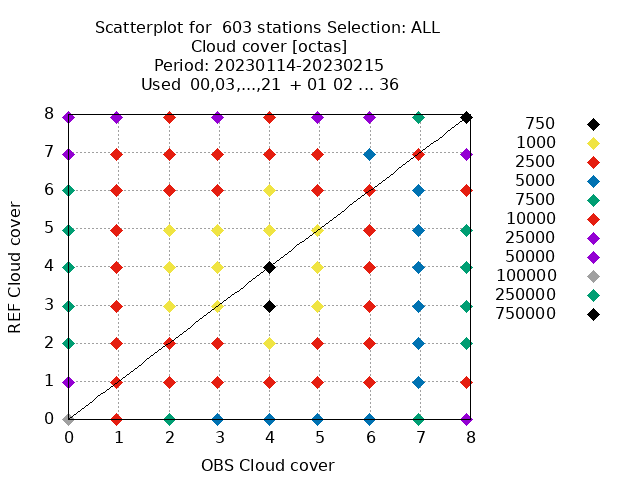 Scatterplot for  603 stations Selection: ALL
Cloud cover [octas]
Period: 20230114-20230215
Used  00,03,...,21  + 01 02 ... 36
REF Cloud cover
8
7
6
5
4
3
2
1
0
0 1 2 3 4 5 6 7 8
OBS Cloud cover
750
1000
2500
5000
7500
10000
25000
50000
100000
250000
750000